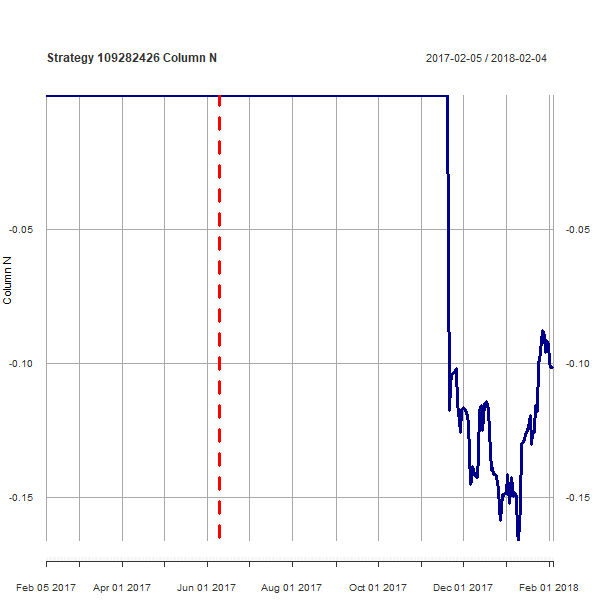 Strategy 109282426 Column N
2017-02-05 / 2018-02-04
-0.05
-0.05
Column N
-0.10
-0.10
-0.15
-0.15
Feb 05 2017
Apr 01 2017
Jun 01 2017
Aug 01 2017
Oct 01 2017
Dec 01 2017
Feb 01 2018